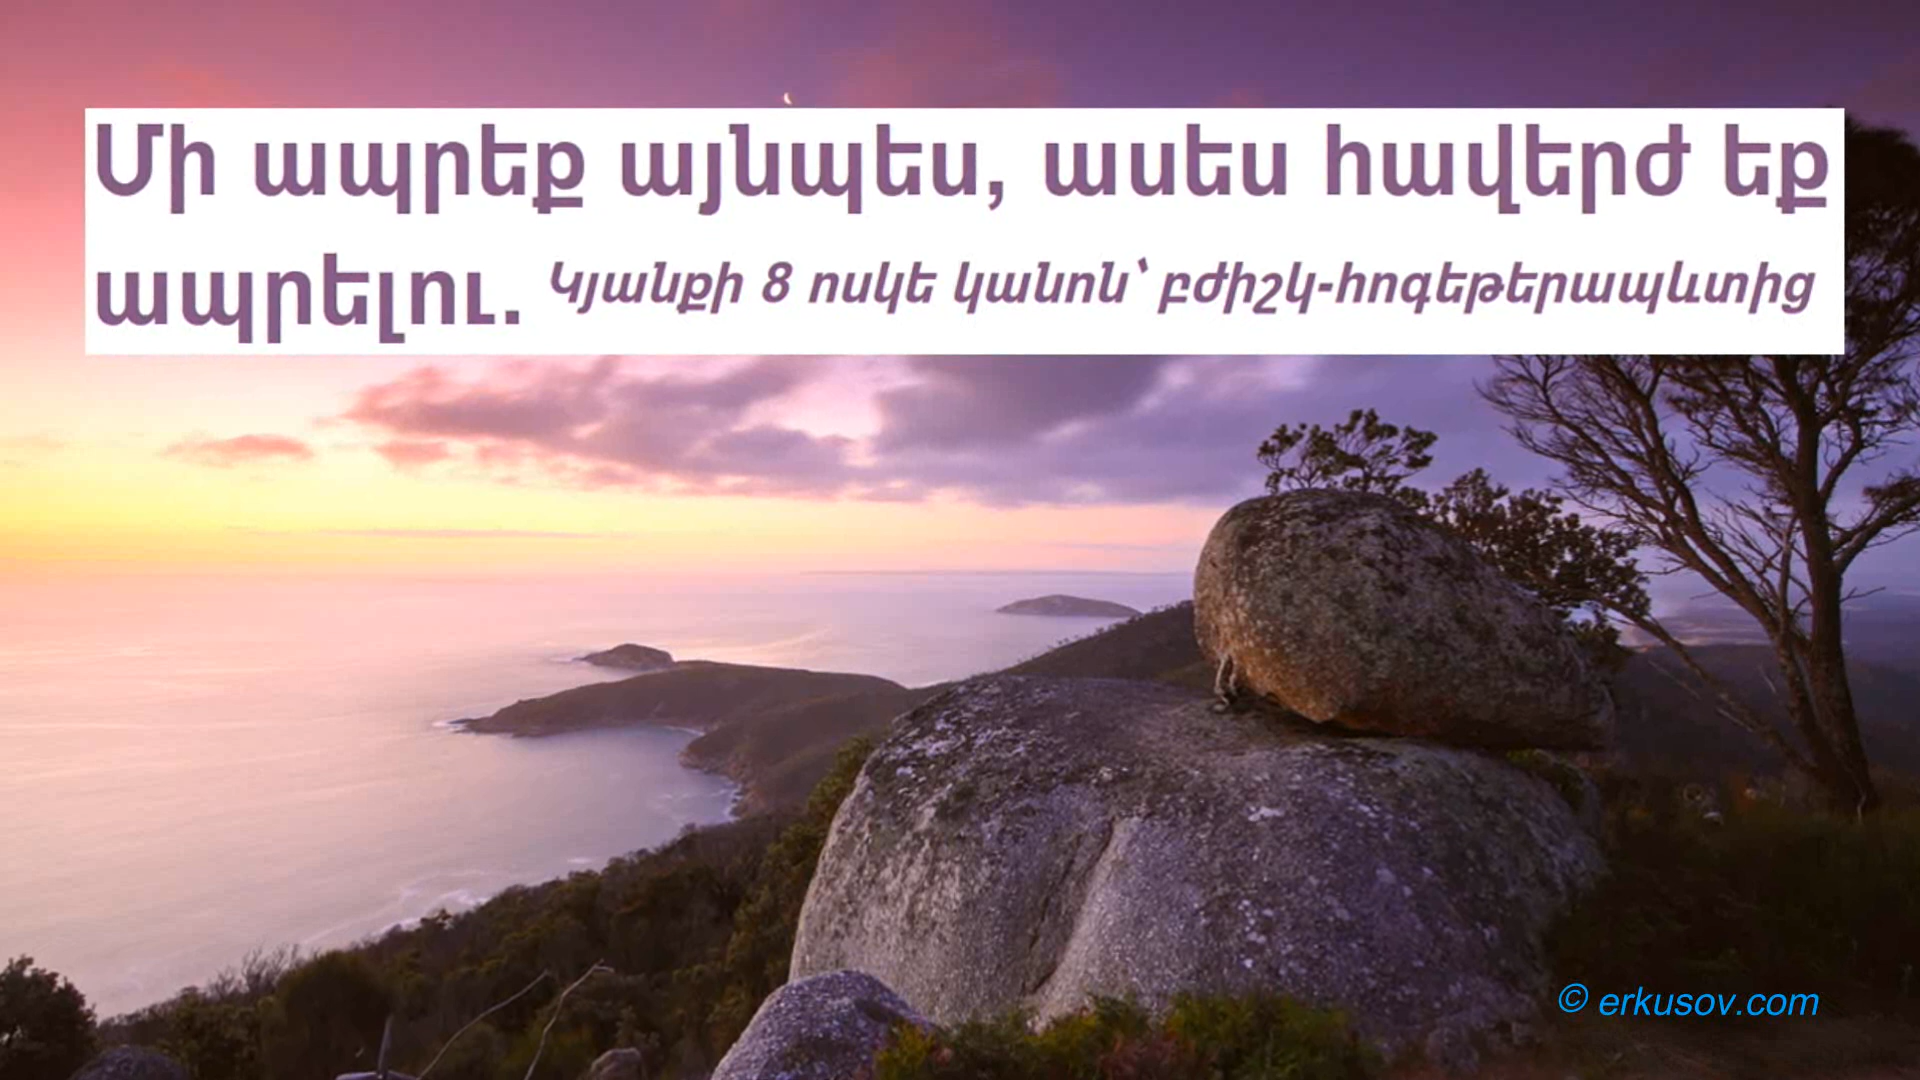 Մի ապրեք այնպես, ասես հավերժ եք
ապրելու. Կյանքի 8 ոսկե կանոն՝ բժիշկ-հոգեթերապևտից
© erkusov.com